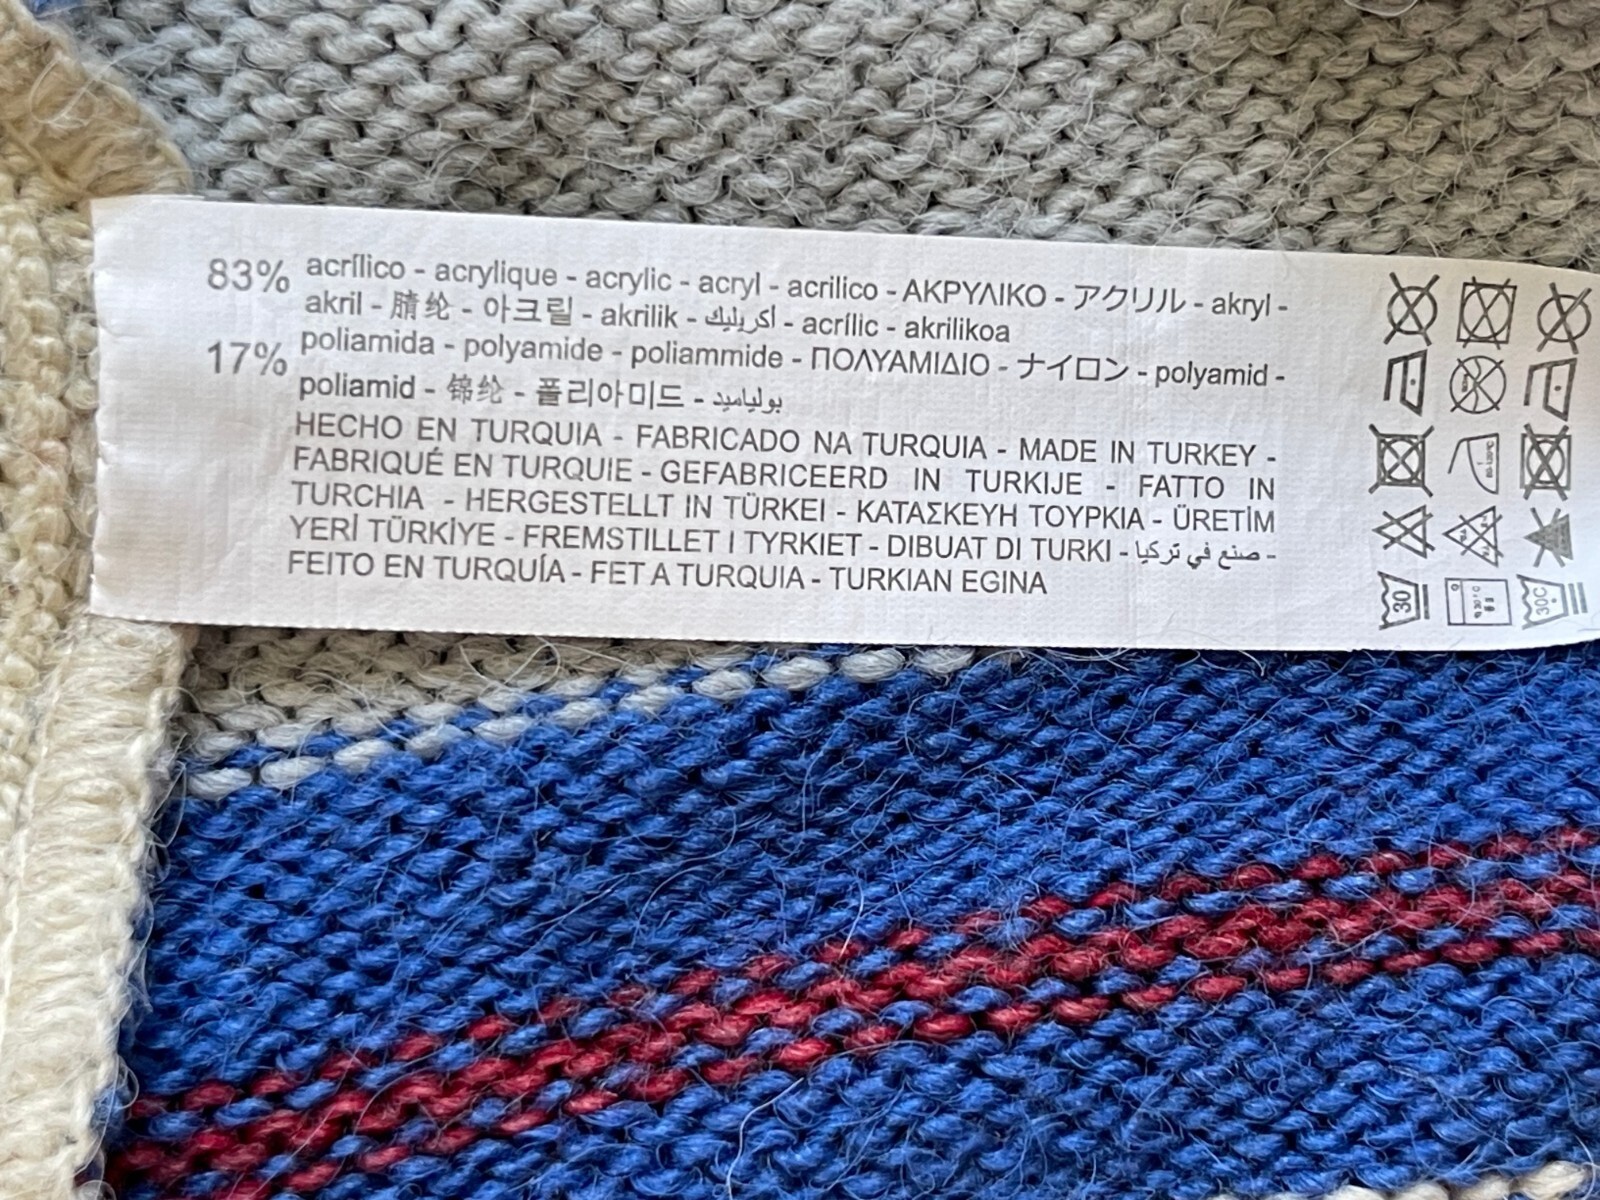 83% acrílico - acrylique - acrylic - acryl - acrilico - ΑΚΡΥΛΙΚΟ - アクリル - akryl -
akril - 腈纶 - 아크릴 - akrilik - أكريليك - acrílic - akrilikoa
17% poliamida - polyamide - poliammide - ΠΟΛΥΑΜΙΔΙΟ - ナイロン - polyamid -
poliamid - 锦纶 - 폴리아미드 - بولياميد
HECHO EN TURQUIA - FABRICADO NA TURQUIA - MADE IN TURKEY -
FABRIQUÉ EN TURQUIE - GEFABRICEERD IN TURKIJE - FATTO IN
TURCHIA - HERGESTELLT IN TÜRKEI - ΚΑΤΑΣΚΕΥΗ ΤΟΥΡΚΙΑ - ÜRETİM
YERİ TÜRKİYE - FREMSTILLET I TYRKIET - DIBUAT DI TURKI - صنع في تركيا -
FEITO EN TURQUÍA - FET A TURQUIA - TURKIAN EGINA
30
30C